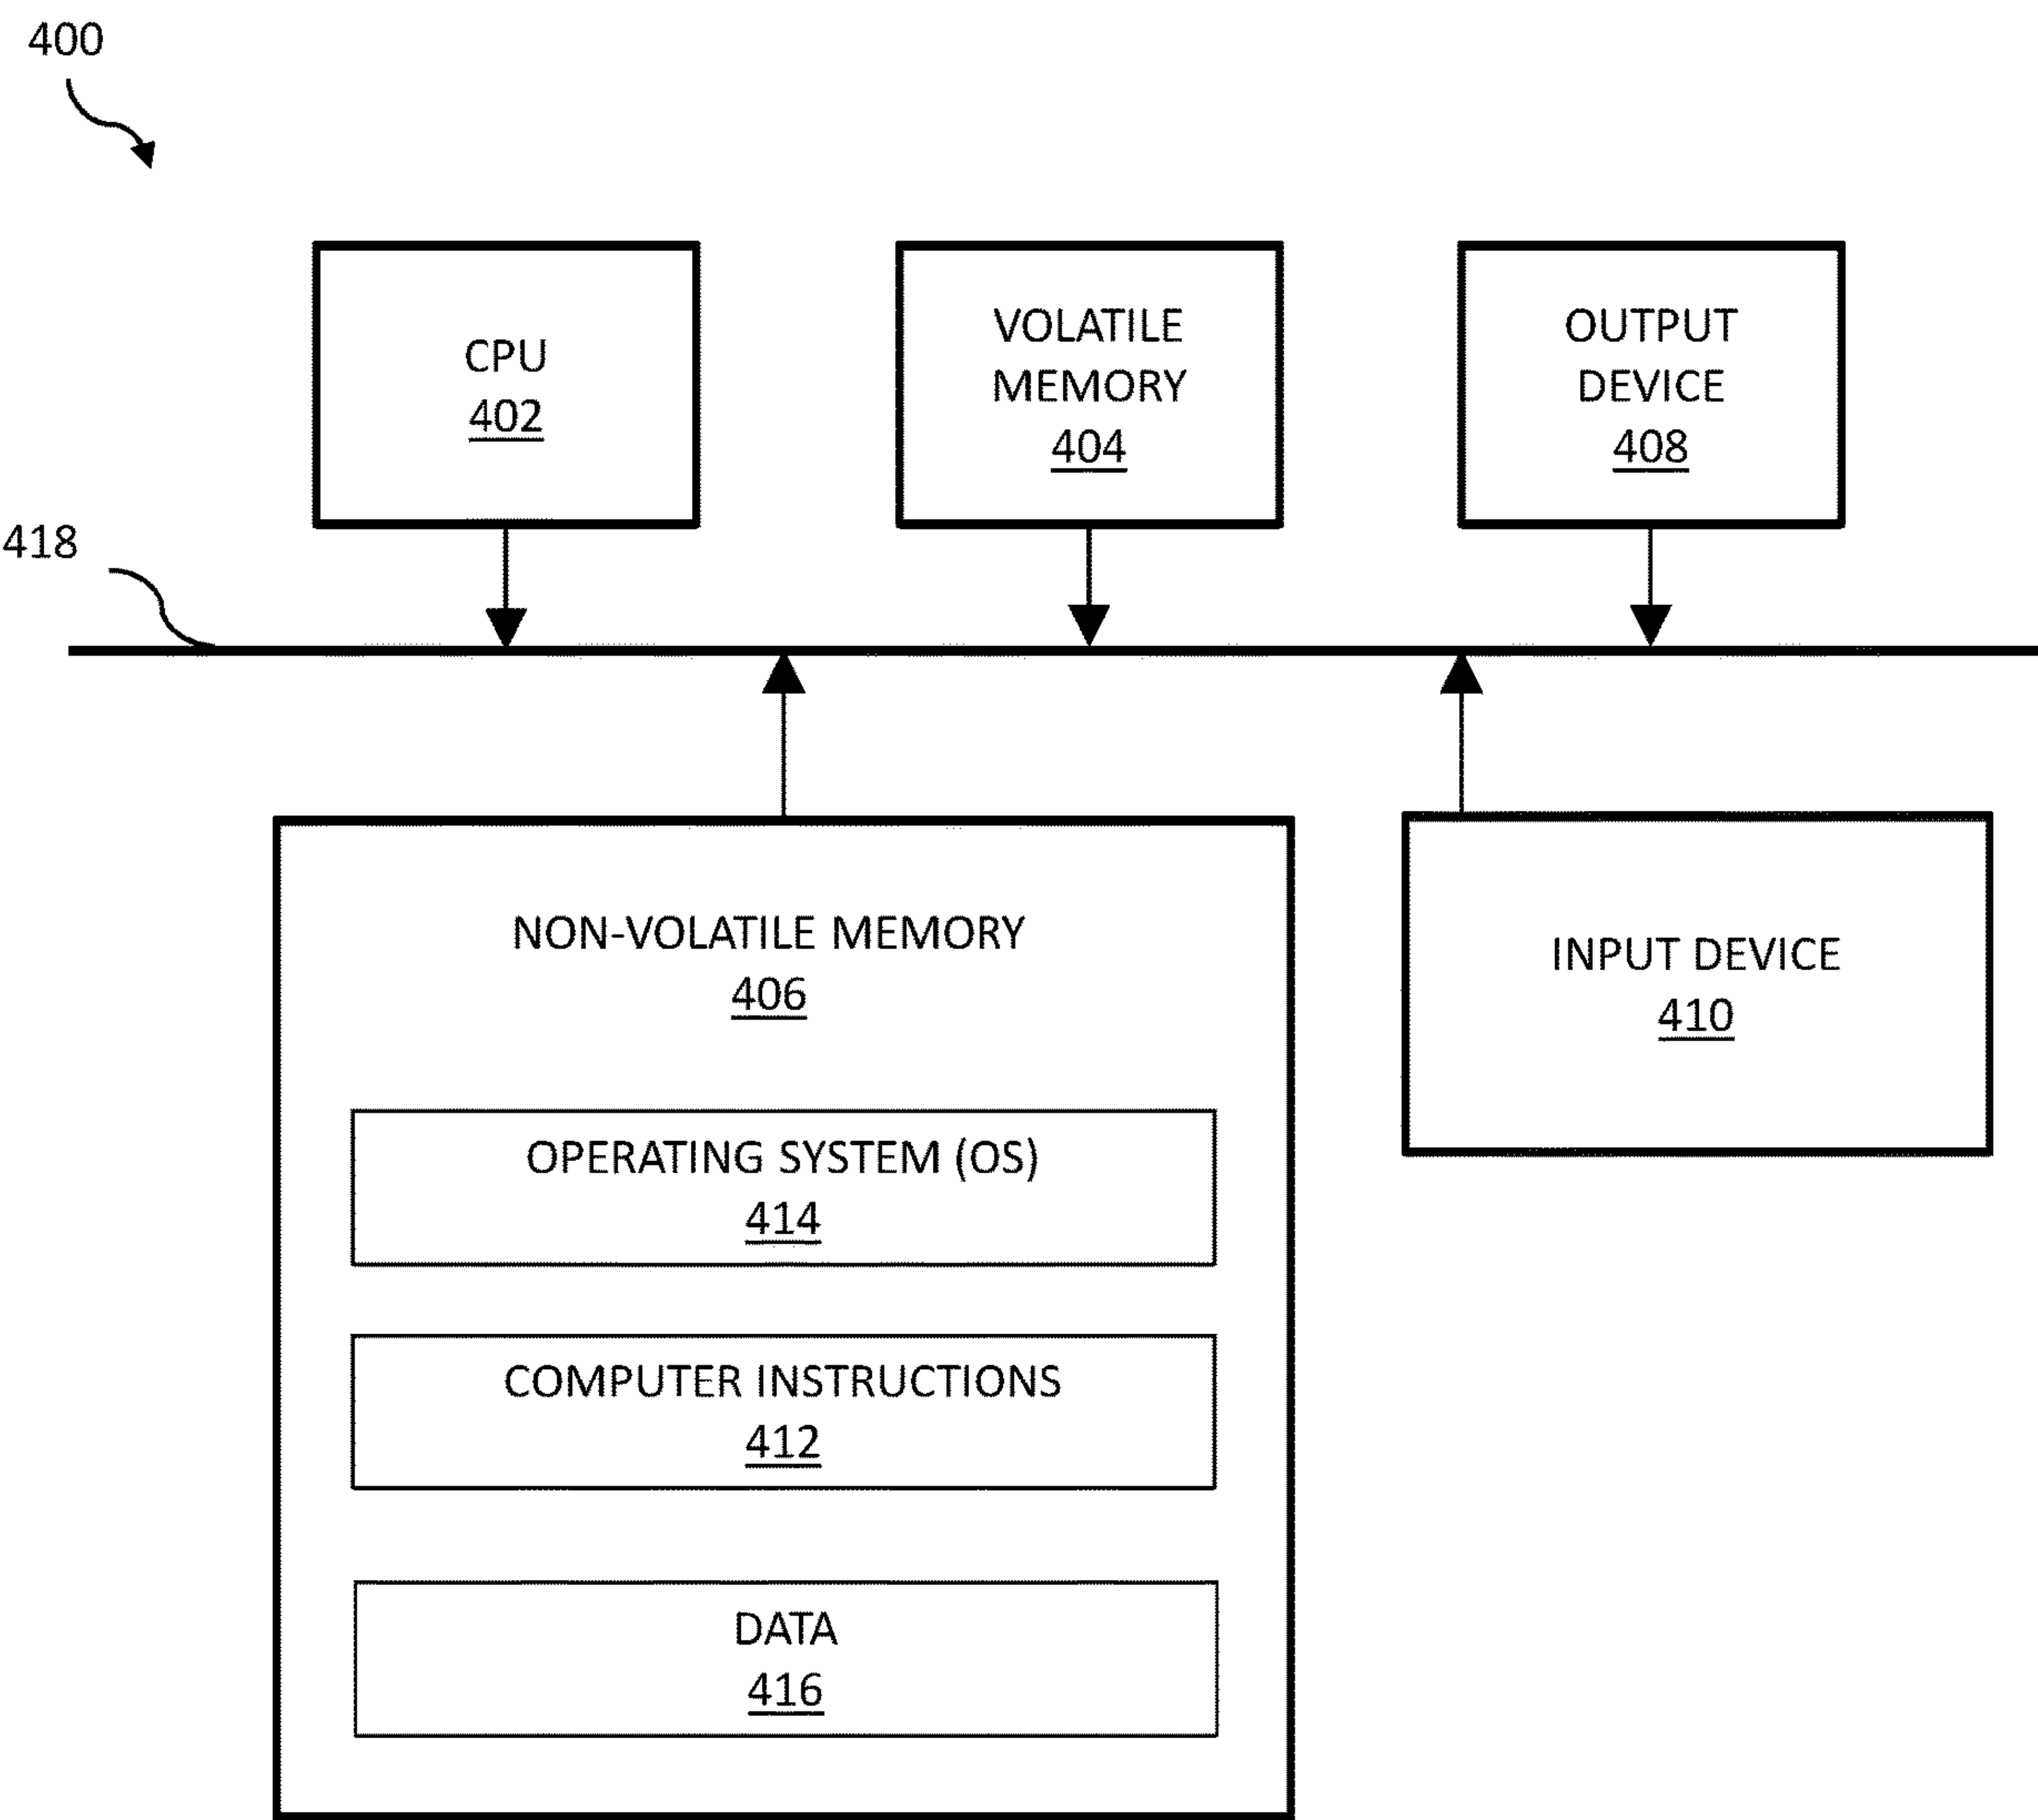 400
CPU
402
VOLATILE
MEMORY
404
OUTPUT
DEVICE
408
418
NON-VOLATILE MEMORY
406
INPUT DEVICE
410
OPERATING SYSTEM (OS)
414
COMPUTER INSTRUCTIONS
412
DATA
416